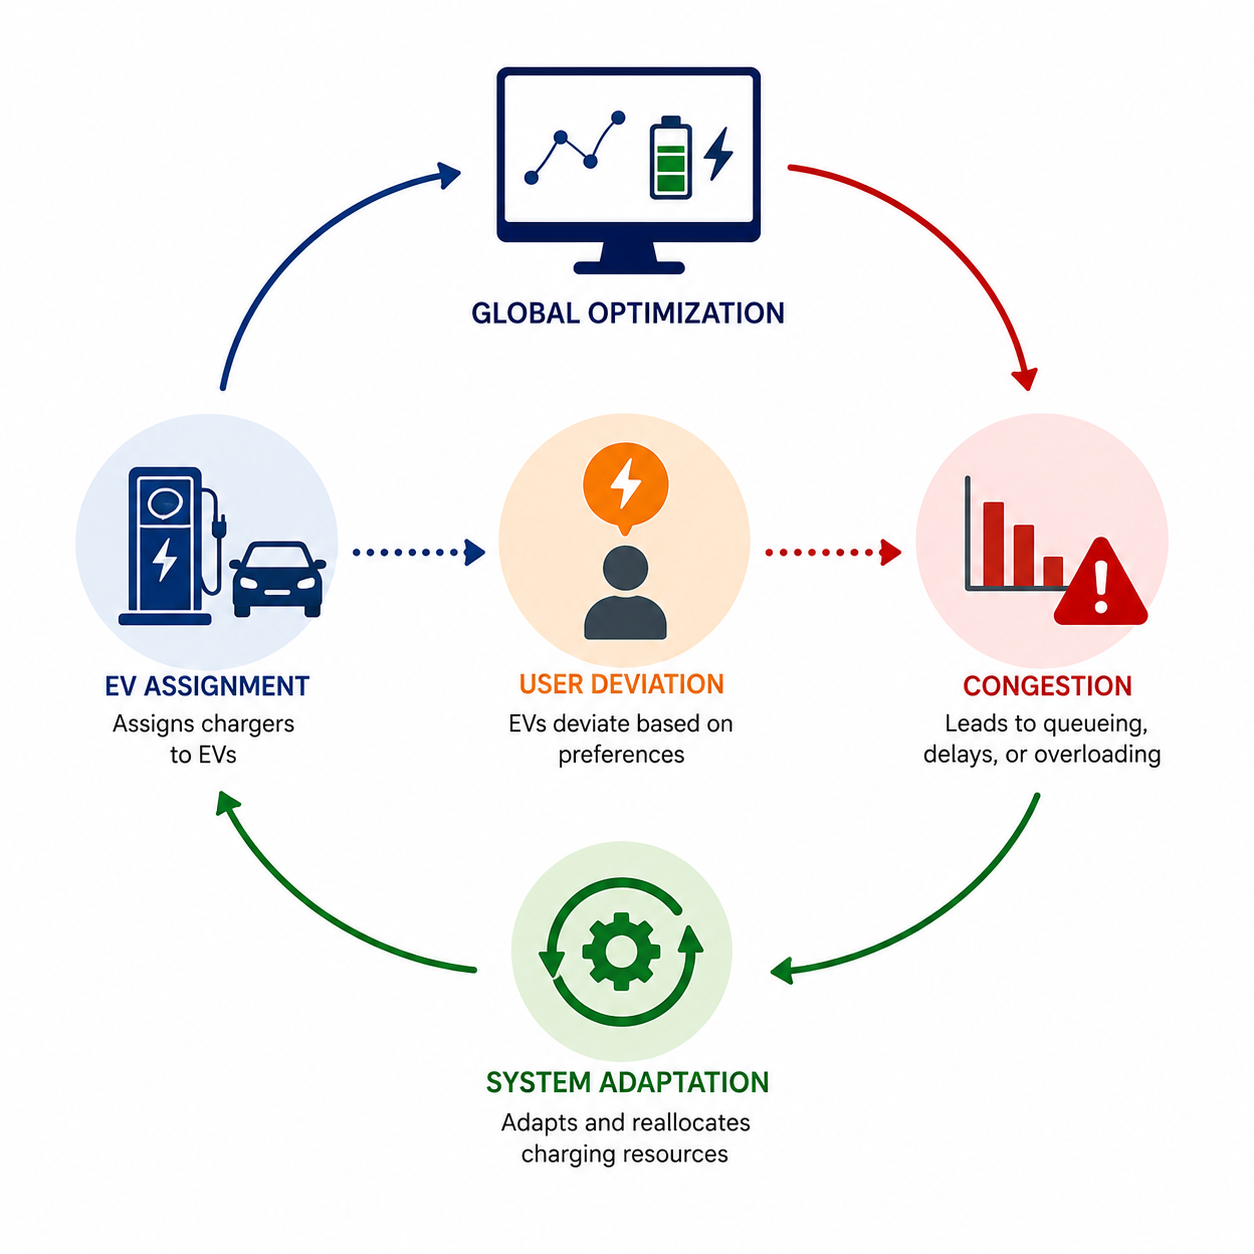 GLOBAL OPTIMIZATION
EV ASSIGNMENT
Assigns chargers
to EVs
USER DEVIATION
EVs deviate based on
preferences
CONGESTION
Leads to queueing,
delays, or overloading
SYSTEM ADAPTATION
Adapts and reallocates
charging resources